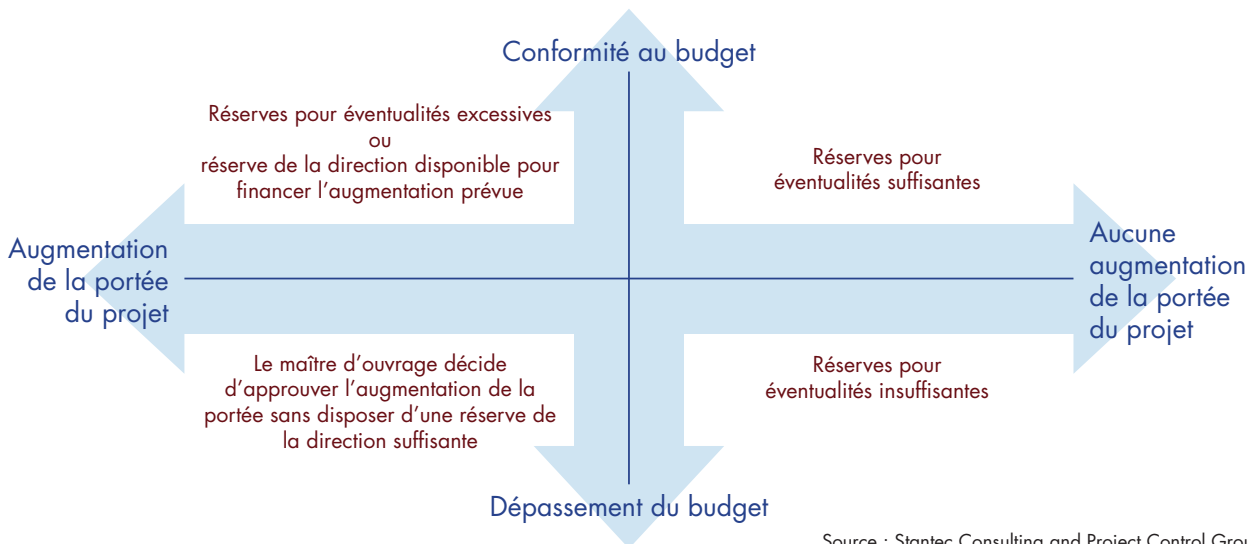 Conformité au budget
Réserves pour éventualités excessives
ou
réserve de la direction disponible pour
financer l’augmentation prévue
Réserves pour
éventualités suffisantes
Augmentation
de la portée
du projet
Aucune
augmentation
de la portée
du projet
Le maître d’ouvrage décide
d’approuver l’augmentation de la
portée sans disposer d’une réserve de
la direction suffisante
Réserves pour
éventualités insuffisantes
Dépassement du budget
Source : Stantec Consulting and Project Control Grou